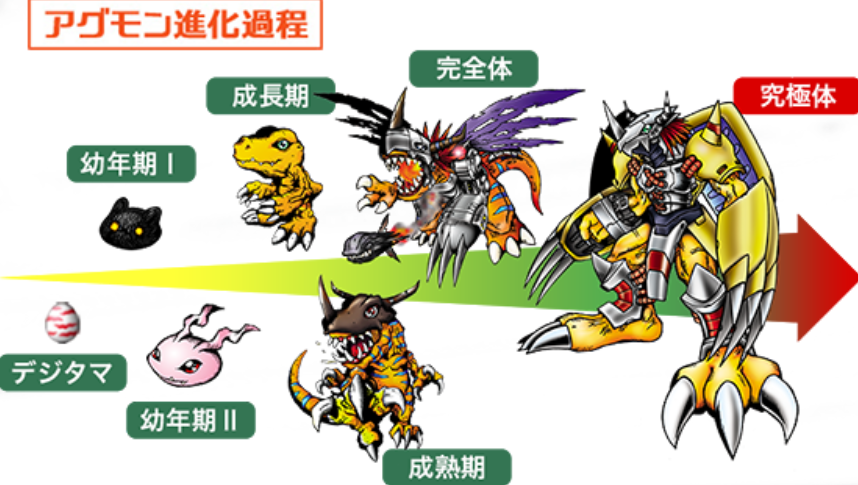 アグモン進化過程
完全体
成長期
究極体
幼年期Ⅰ
デジタマ
幼年期Ⅱ
成熟期